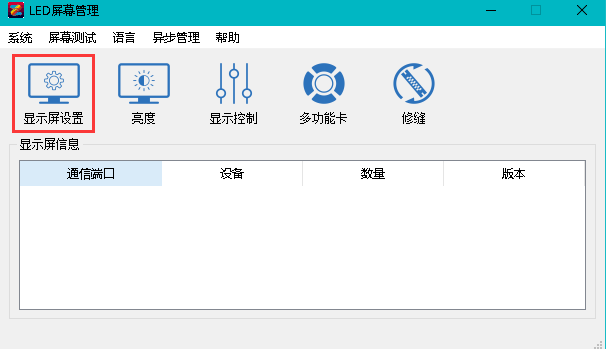 LED屏幕管理
系统 屏幕测试 语言 异步管理 帮助
显示屏设置 亮度 显示控制 多功能卡 修缝
显示屏信息
通信端口 设备 数量 版本